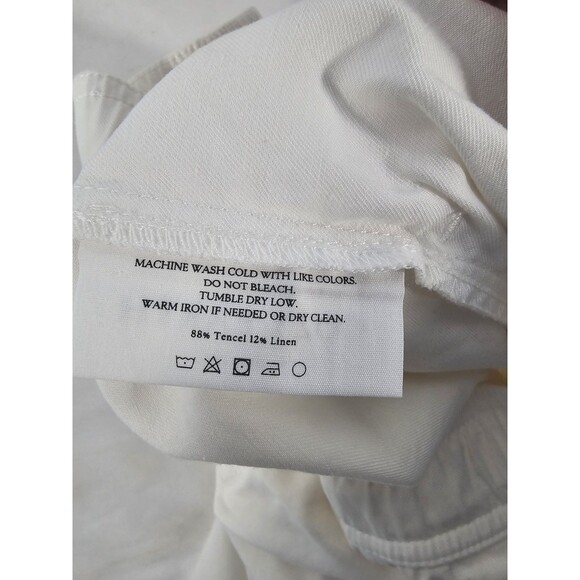 MACHINE WASH COLD WITH LIKE COLORS.
DO NOT BLEACH.
TUMBLE DRY LOW.
WARM IRON IF NEEDED OR DRY CLEAN.
88% Tencel 12% Linen